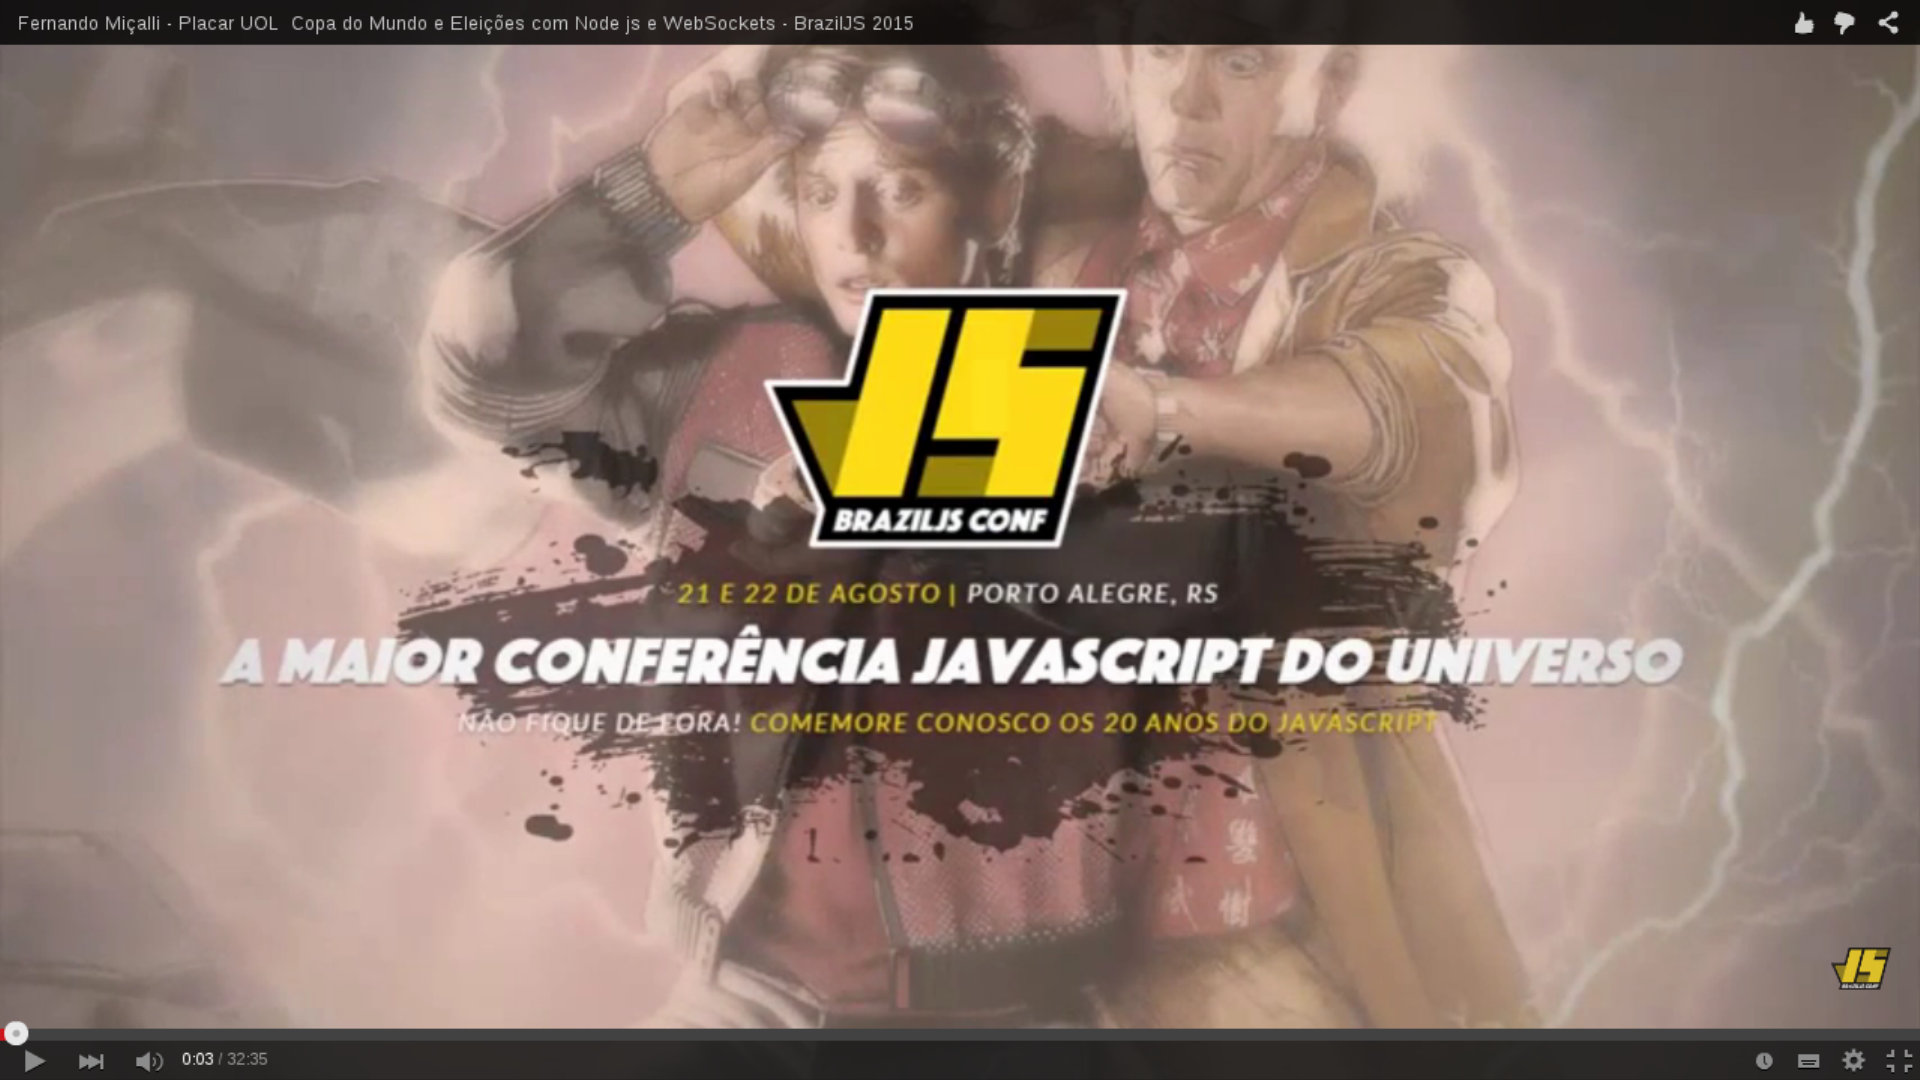 Fernando Miçalli - Placar UOL  Copa do Mundo e Eleições com Node js e WebSockets - BrazilJS 2015
JS
BRAZILJS CONF
21 E 22 DE AGOSTO | PORTO ALEGRE, RS
A MAIOR CONFERÊNCIA JAVASCRIPT DO UNIVERSO
NÃO FIQUE DE FORA! COMEMORE CONOSCO OS 20 ANOS DO JAVASCRIPT
JS
BRAZILJS CONF
0:03 / 32:35